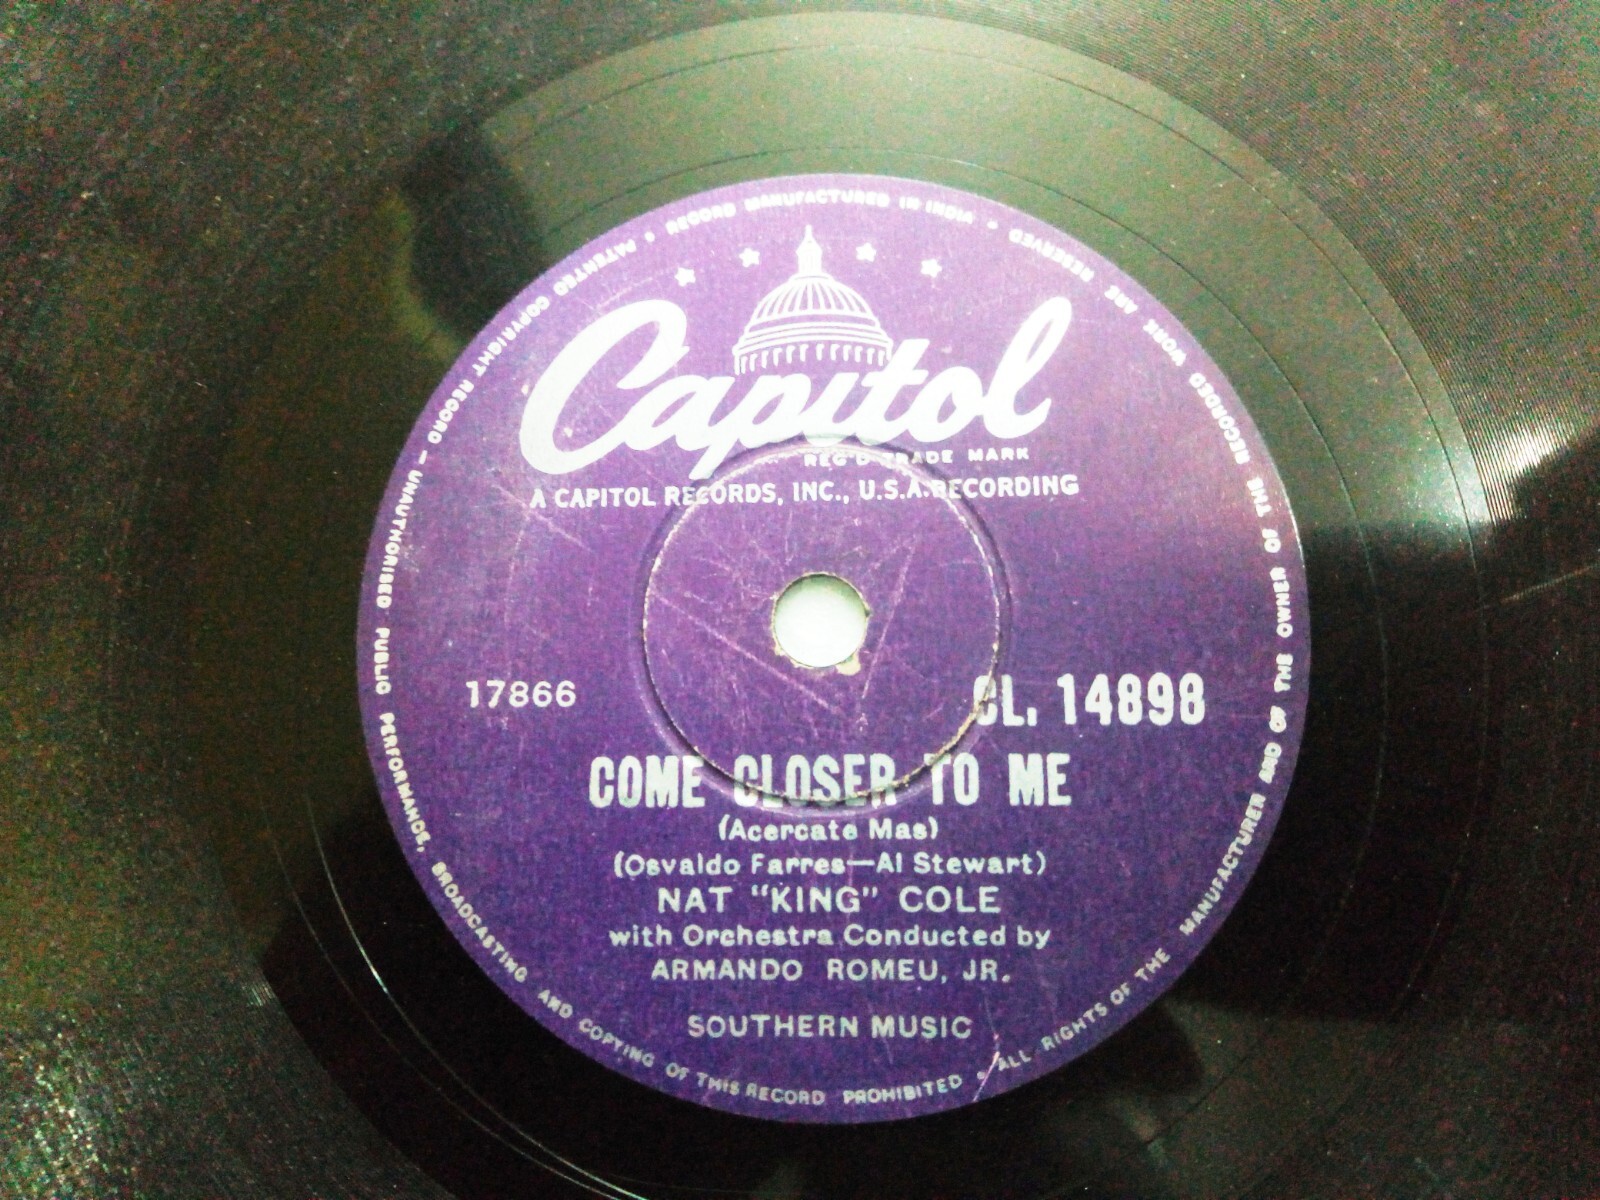 Capitol
REG'D TRADE MARK
A CAPITOL RECORDS, INC., U.S.A. RECORDING
17866
CL. 14898
COME CLOSER TO ME
(Acercate Mas)
(Osvaldo Farres—Al Stewart)
NAT "KING" COLE
with Orchestra Conducted by
ARMANDO ROMEU, JR.
SOUTHERN MUSIC
RECORD MANUFACTURED IN INDIA • ALL RIGHTS OF THE MANUFACTURER AND OF THE OWNER OF THE RECORDED WORK ARE RESERVED • UNAUTHORISED PUBLIC PERFORMANCE, BROADCASTING AND COPYING OF THIS RECORD PROHIBITED • PATENTED COPYRIGHT RECORD